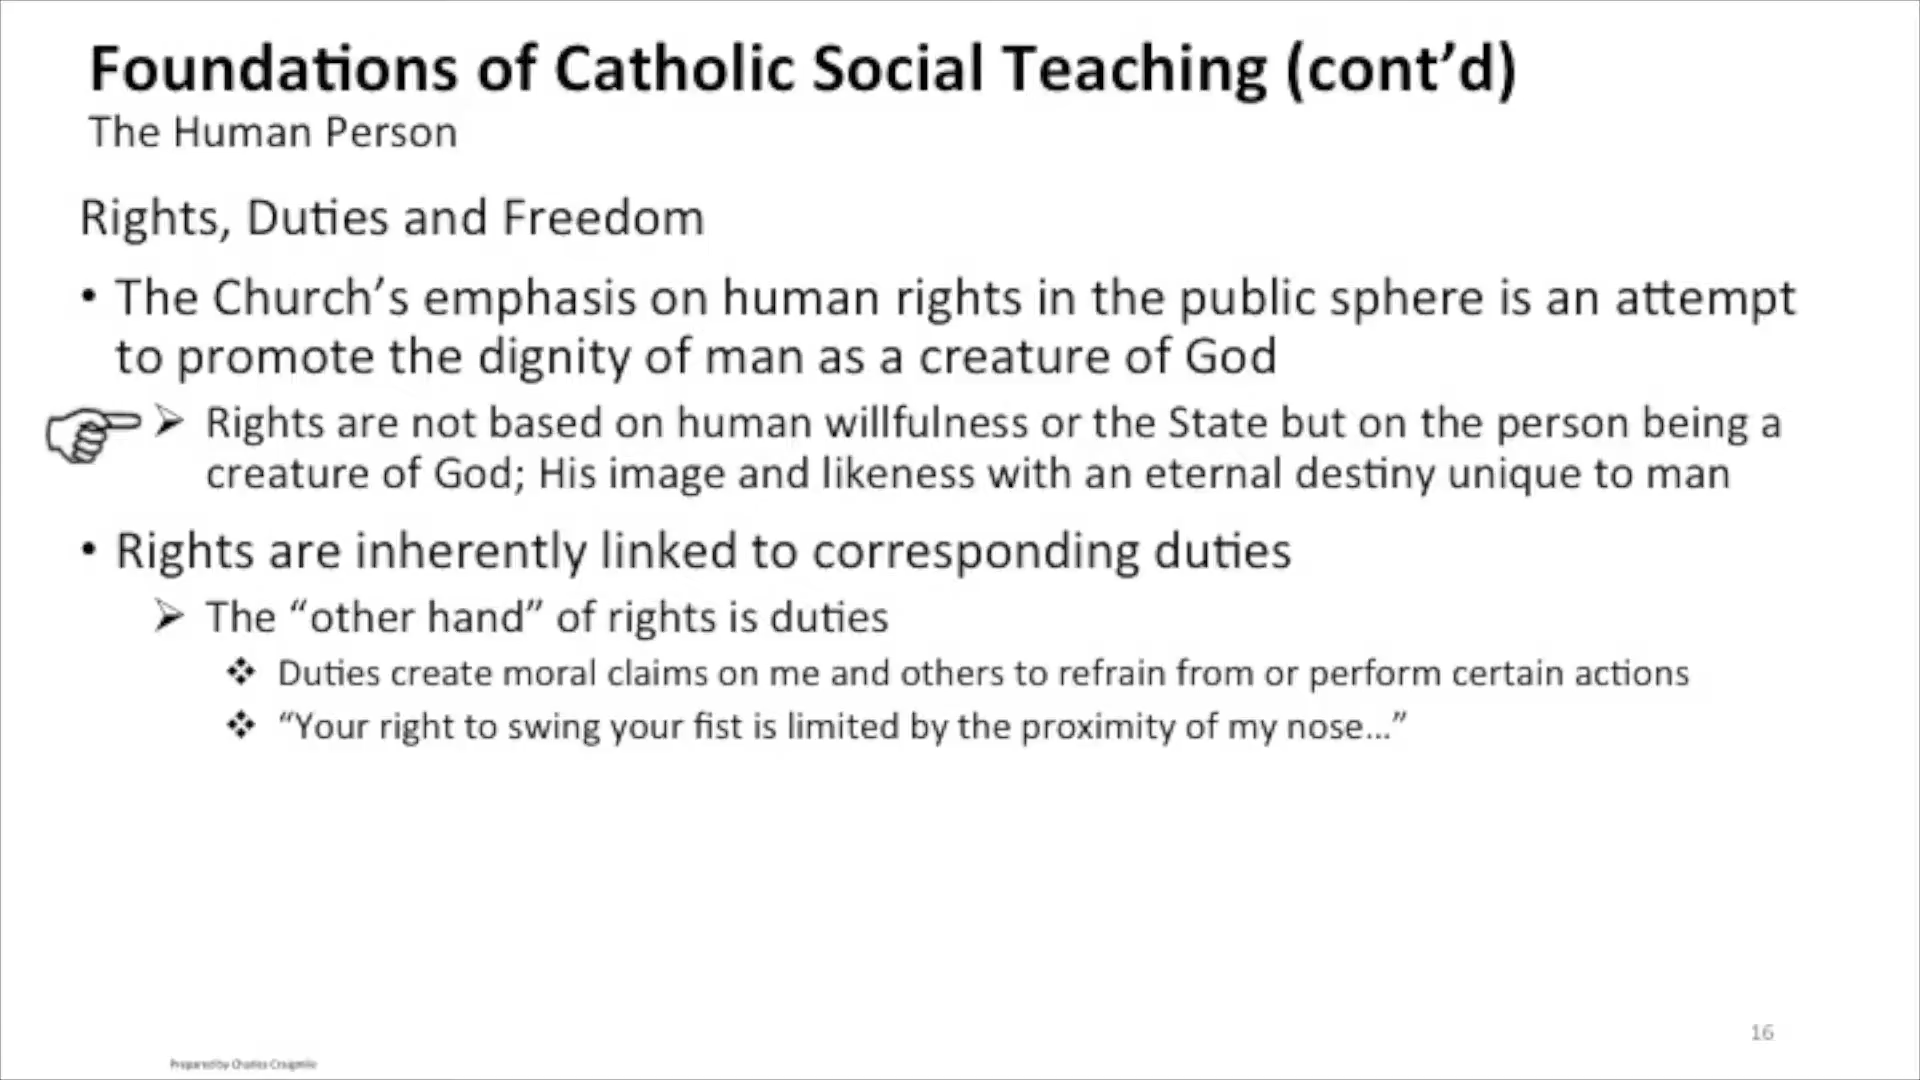 Foundations of Catholic Social Teaching (cont’d)
The Human Person
Rights, Duties and Freedom
• The Church’s emphasis on human rights in the public sphere is an attempt
to promote the dignity of man as a creature of God
➢ Rights are not based on human willfulness or the State but on the person being a
creature of God; His image and likeness with an eternal destiny unique to man
• Rights are inherently linked to corresponding duties
➢ The “other hand” of rights is duties
❖ Duties create moral claims on me and others to refrain from or perform certain actions
❖ “Your right to swing your fist is limited by the proximity of my nose…”
16
Prepared by Charles Craigmile